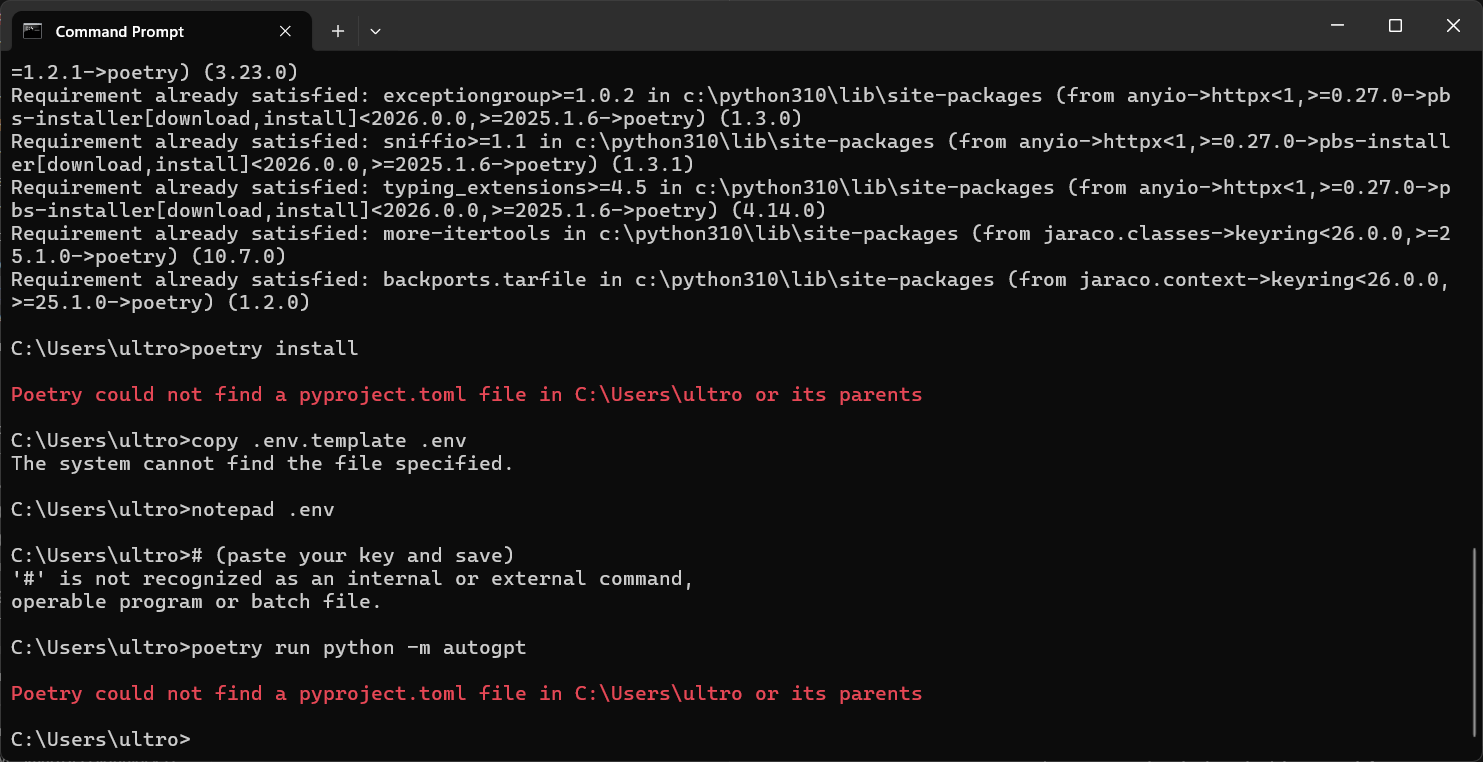 Command Prompt
=1.2.1->poetry) (3.23.0)
Requirement already satisfied: exceptiongroup>=1.0.2 in c:\python310\lib\site-packages (from anyio->httpx<1,>=0.27.0->pb
s-installer[download,install]<2026.0.0,>=2025.1.6->poetry) (1.3.0)
Requirement already satisfied: sniffio>=1.1 in c:\python310\lib\site-packages (from anyio->httpx<1,>=0.27.0->pbs-install
er[download,install]<2026.0.0,>=2025.1.6->poetry) (1.3.1)
Requirement already satisfied: typing_extensions>=4.5 in c:\python310\lib\site-packages (from anyio->httpx<1,>=0.27.0->p
bs-installer[download,install]<2026.0.0,>=2025.1.6->poetry) (4.14.0)
Requirement already satisfied: more-itertools in c:\python310\lib\site-packages (from jaraco.classes->keyring<26.0.0,>=2
5.1.0->poetry) (10.7.0)
Requirement already satisfied: backports.tarfile in c:\python310\lib\site-packages (from jaraco.context->keyring<26.0.0,
>=25.1.0->poetry) (1.2.0)
C:\Users\ultro>poetry install
Poetry could not find a pyproject.toml file in C:\Users\ultro or its parents
C:\Users\ultro>copy .env.template .env
The system cannot find the file specified.
C:\Users\ultro>notepad .env
C:\Users\ultro># (paste your key and save)
'#' is not recognized as an internal or external command,
operable program or batch file.
C:\Users\ultro>poetry run python -m autogpt
Poetry could not find a pyproject.toml file in C:\Users\ultro or its parents
C:\Users\ultro>